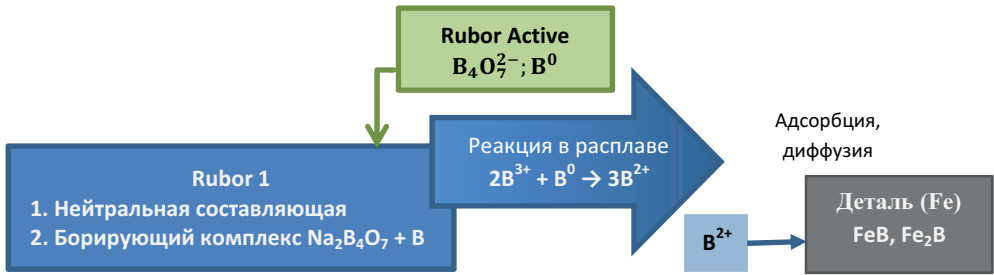 Rubor Active
B₄O₇²⁻; B⁰
Rubor 1
1. Нейтральная составляющая
2. Борирующий комплекс Na₂B₄O₇ + B
Реакция в расплаве
2B³⁺ + B⁰ → 3B²⁺
Адсорбция,
диффузия
B²⁺
Деталь (Fe)
FeB, Fe₂B